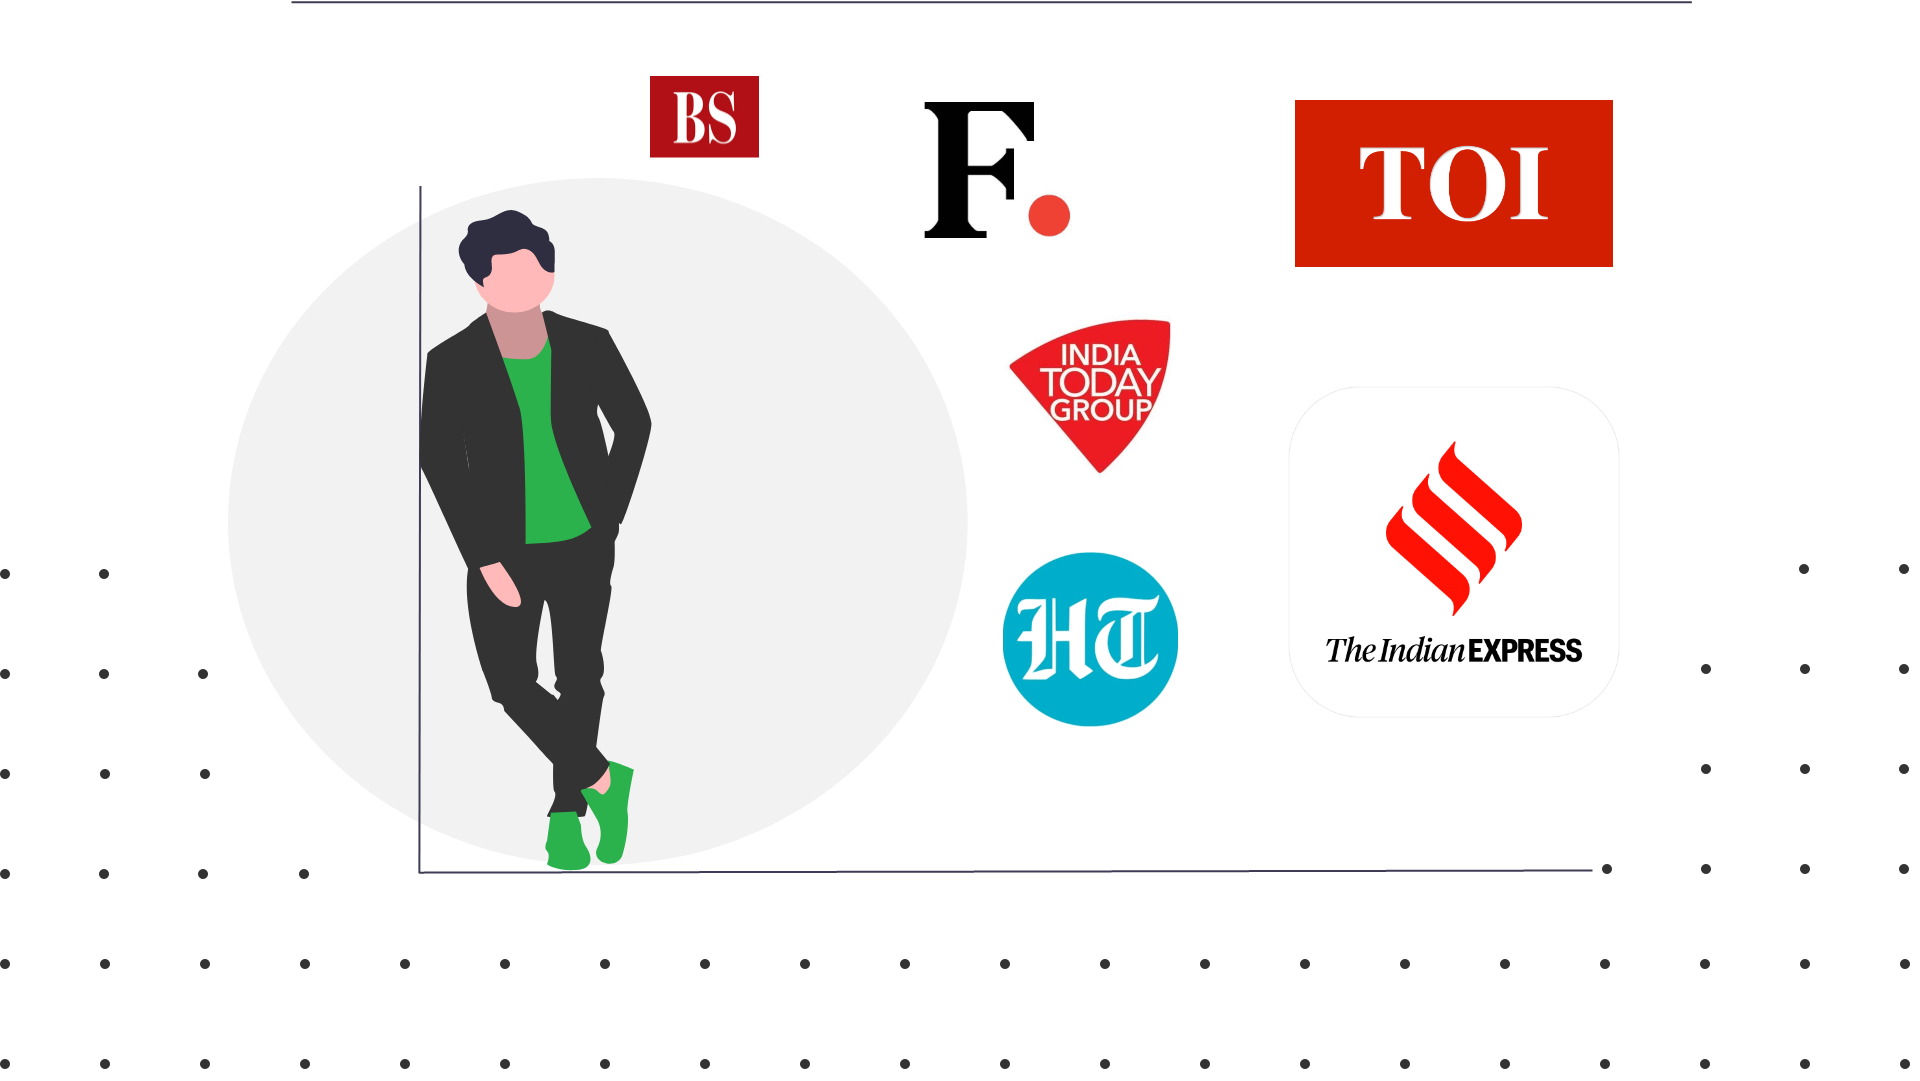 BS
F.
TOI
INDIA
TODAY
GROUP
HT
The Indian EXPRESS